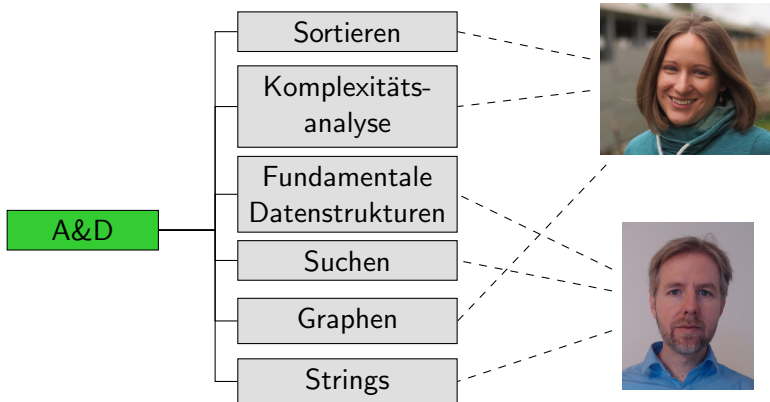 Sortieren
Komplexitäts-
analyse
Fundamentale
Datenstrukturen
A&D
Suchen
Graphen
Strings